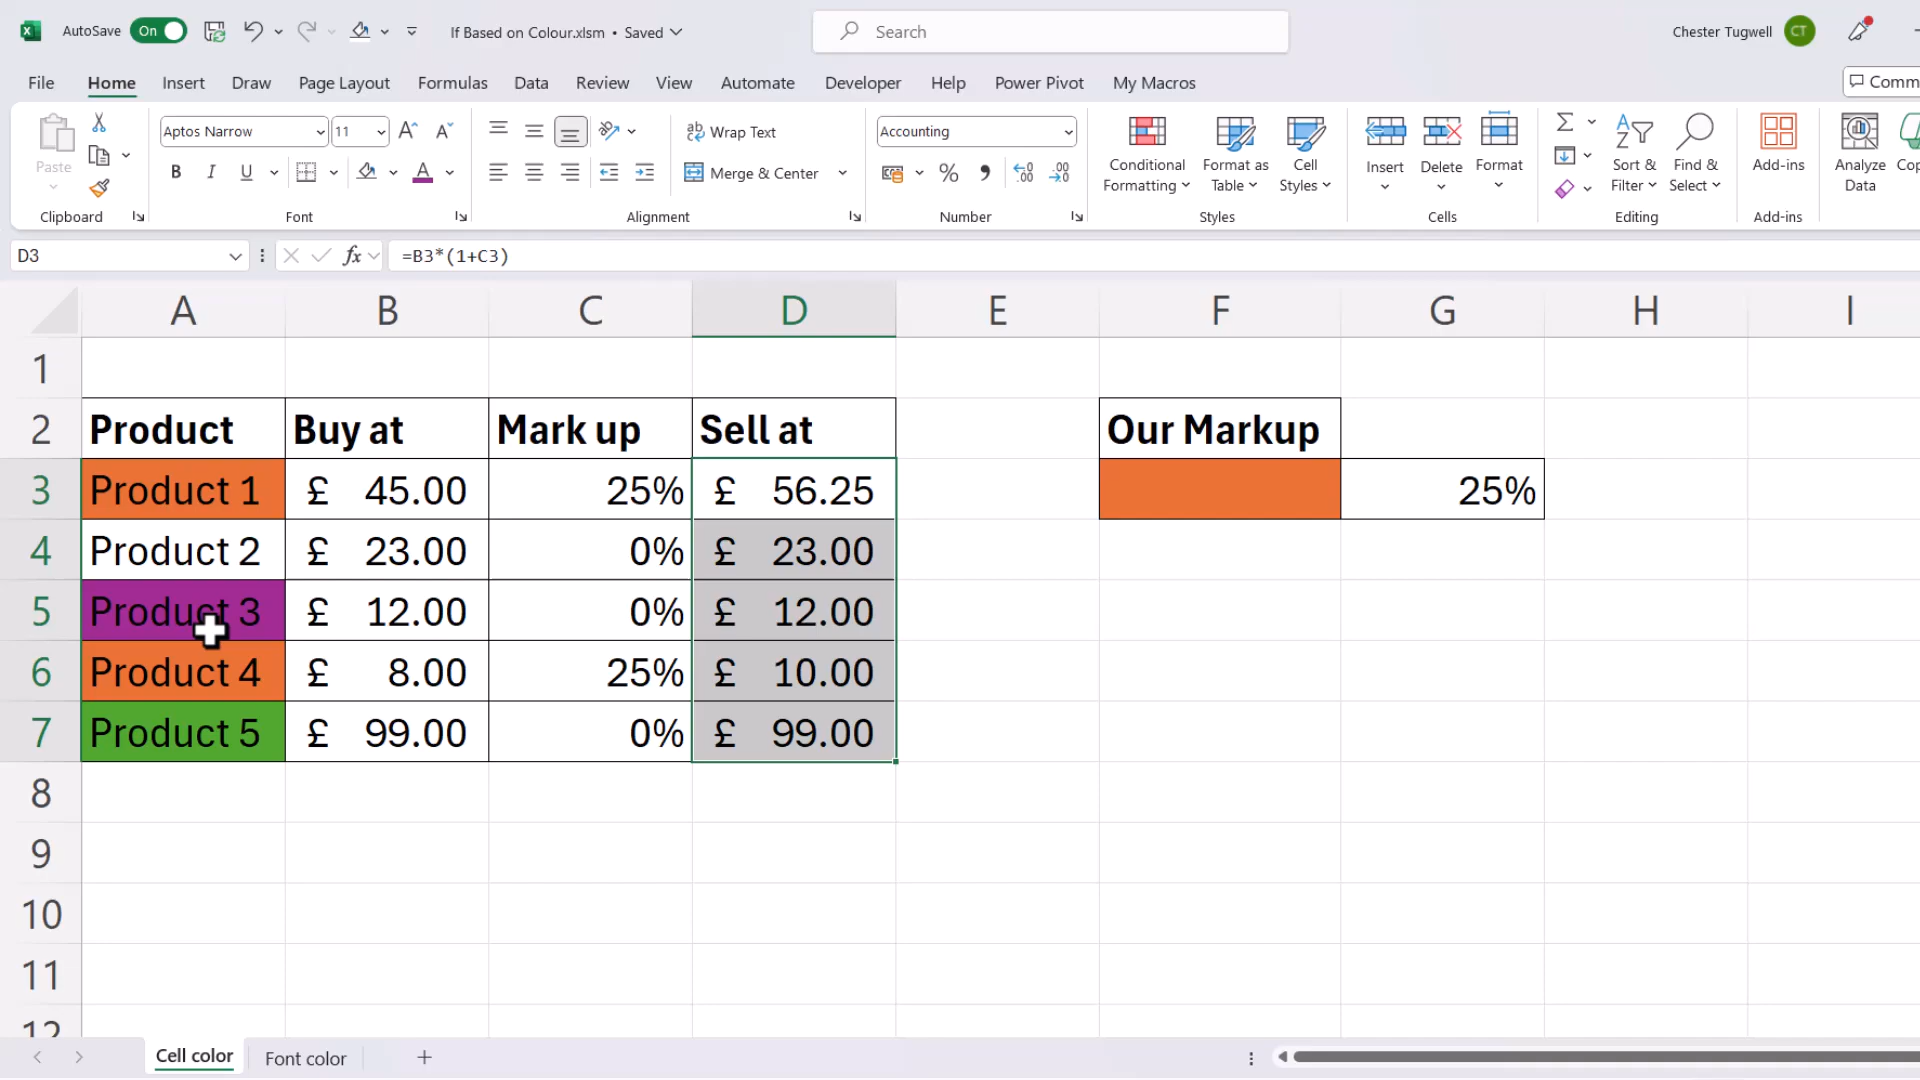 AutoSave On If Based on Colour.xlsm • Saved Search Chester Tugwell CT
File Home Insert Draw Page Layout Formulas Data Review View Automate Developer Help Power Pivot My Macros
Paste
Clipboard
Aptos Narrow 11
B I U
Font
Wrap Text
Merge & Center
Alignment
Accounting
%
Number
Conditional Formatting
Format as Table
Cell Styles
Styles
Insert Delete Format
Cells
Sort & Filter
Find & Select
Editing
Add-ins
Add-ins
Analyze Data
D3 fx =B3*(1+C3)
A B C D E F G H I
1
2 Product Buy at Mark up Sell at Our Markup
3 Product 1 £ 45.00 25% £ 56.25 25%
4 Product 2 £ 23.00 0% £ 23.00
5 Product 3 £ 12.00 0% £ 12.00
6 Product 4 £ 8.00 25% £ 10.00
7 Product 5 £ 99.00 0% £ 99.00
8
9
10
11
12
Cell color Font color